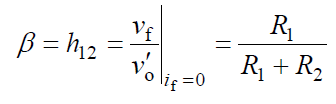 β = h₁₂ = v_f / v′_o |_{i_f = 0} = R₁ / (R₁ + R₂)